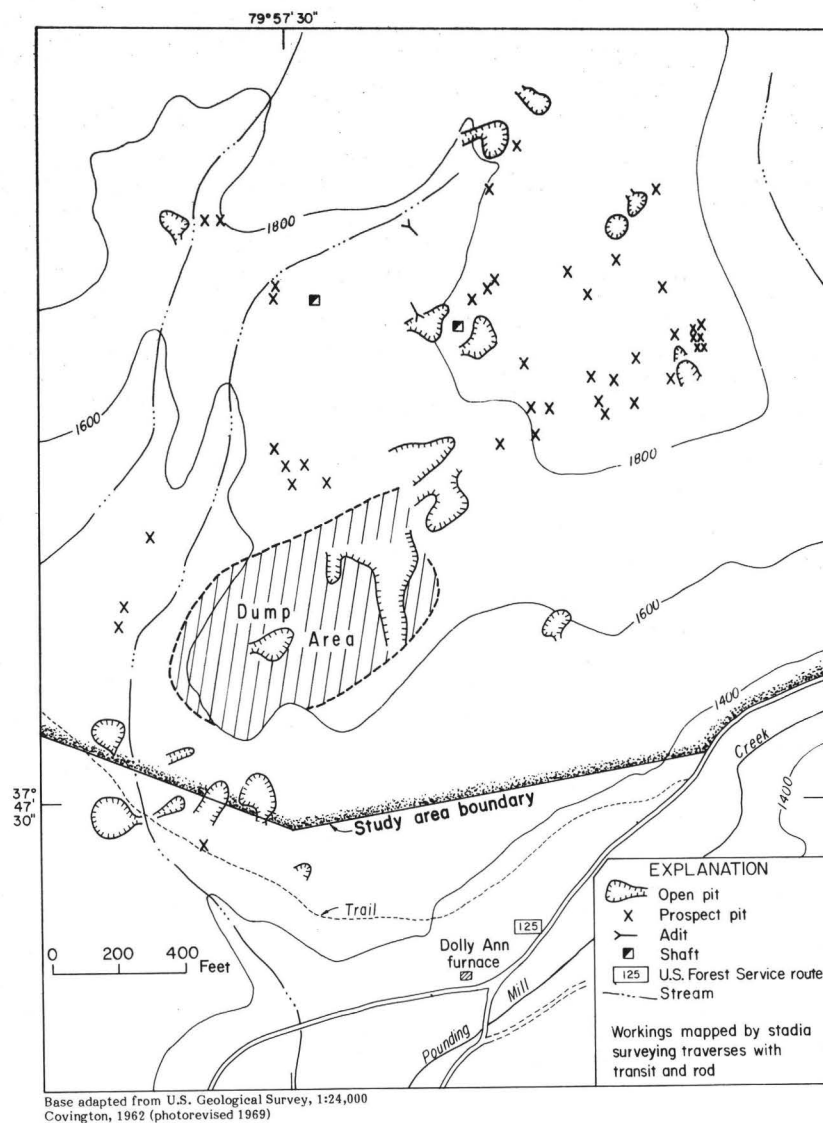 79°57'30"
1800
1600
1800
Dump
Area
1600
1400
Creek
1400
37°
47'
30"
Study area boundary
Trail
125
Dolly Ann
furnace
Mill
Pounding
0 200 400
Feet
EXPLANATION
Open pit
X Prospect pit
Adit
Shaft
125 U.S. Forest Service route
Stream
Workings mapped by stadia
surveying traverses with
transit and rod
Base adapted from U.S. Geological Survey, 1:24,000
Covington, 1962 (photorevised 1969)